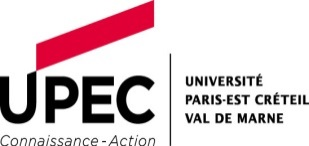 UPEC
Connaissance - Action
UNIVERSITÉ
PARIS-EST CRÉTEIL
VAL DE MARNE